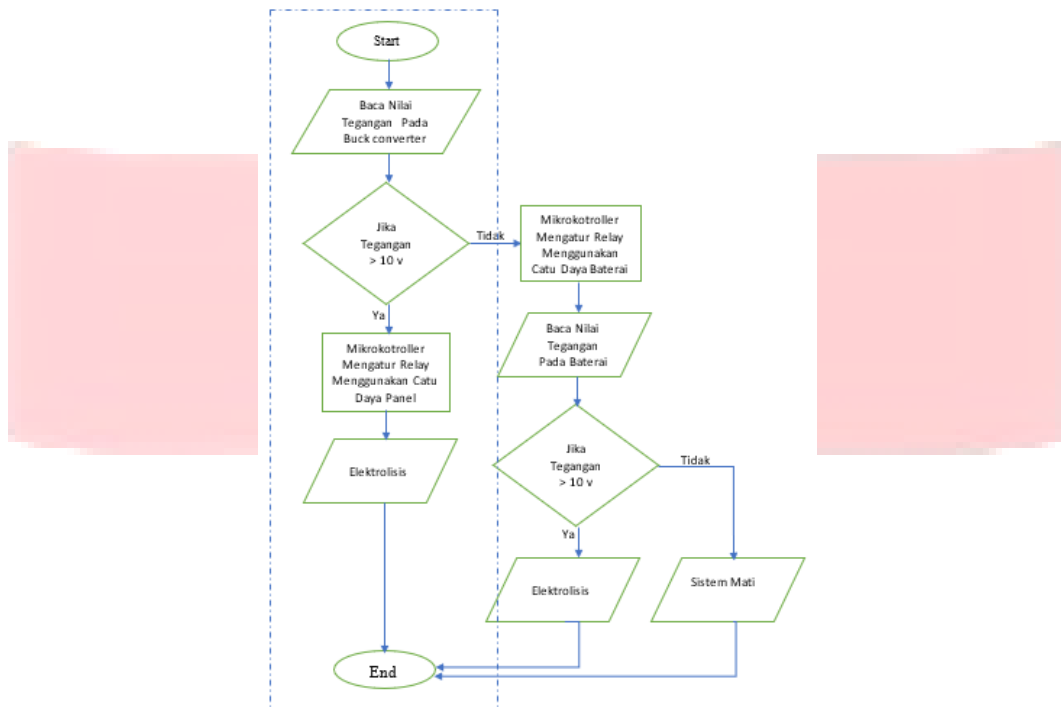 Start
Baca Nilai
Tegangan Pada
Buck converter
Jika
Tegangan
> 10 v
Tidak
Mikrokotroller
Mengatur Relay
Menggunakan
Catu Daya Baterai
Ya
Mikrokotroller
Mengatur Relay
Menggunakan Catu
Daya Panel
Baca Nilai
Tegangan
Pada Baterai
Elektrolisis
Jika
Tegangan
> 10 v
Tidak
Ya
Elektrolisis
Sistem Mati
End